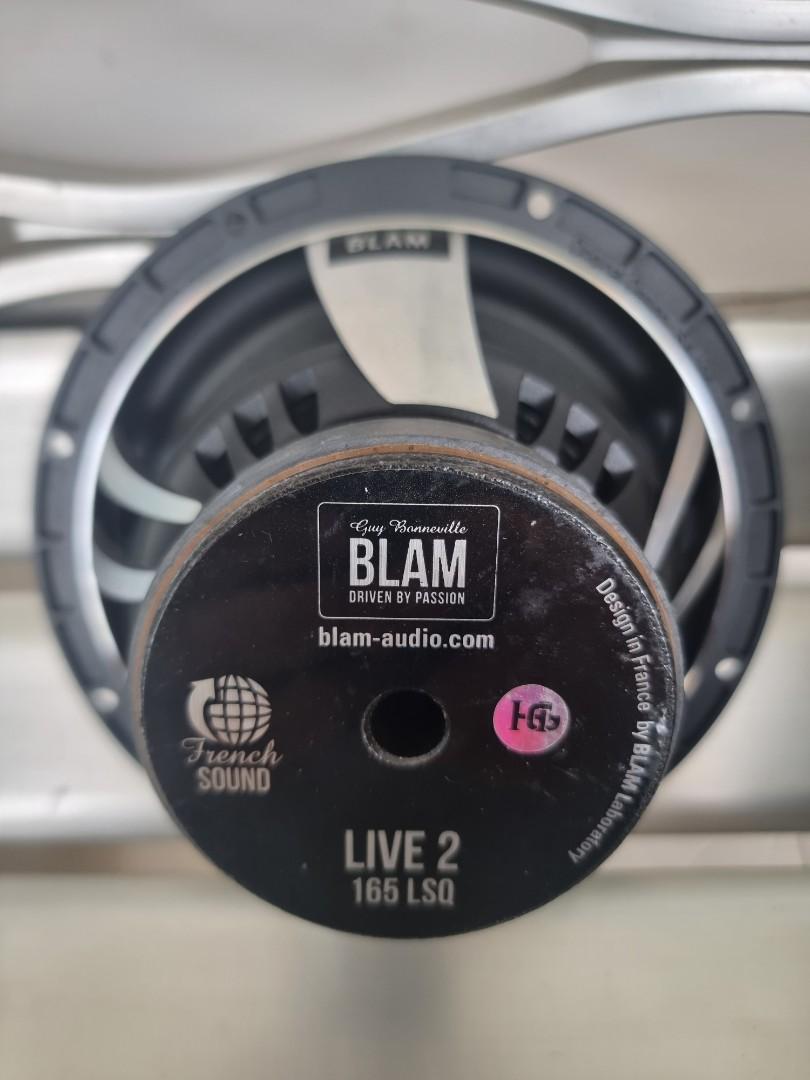 BLAM
Guy Bonneville
BLAM
DRIVEN BY PASSION
blam-audio.com
French
SOUND
Design in France by BLAM Laboratory
LIVE 2
165 LSQ